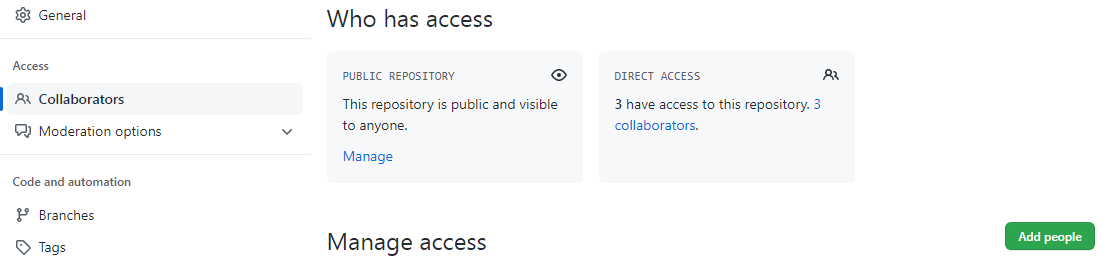 General
Access
Collaborators
Moderation options
Code and automation
Branches
Tags
Who has access
PUBLIC REPOSITORY
This repository is public and visible
to anyone.
Manage
DIRECT ACCESS
3 have access to this repository. 3
collaborators.
Manage access
Add people